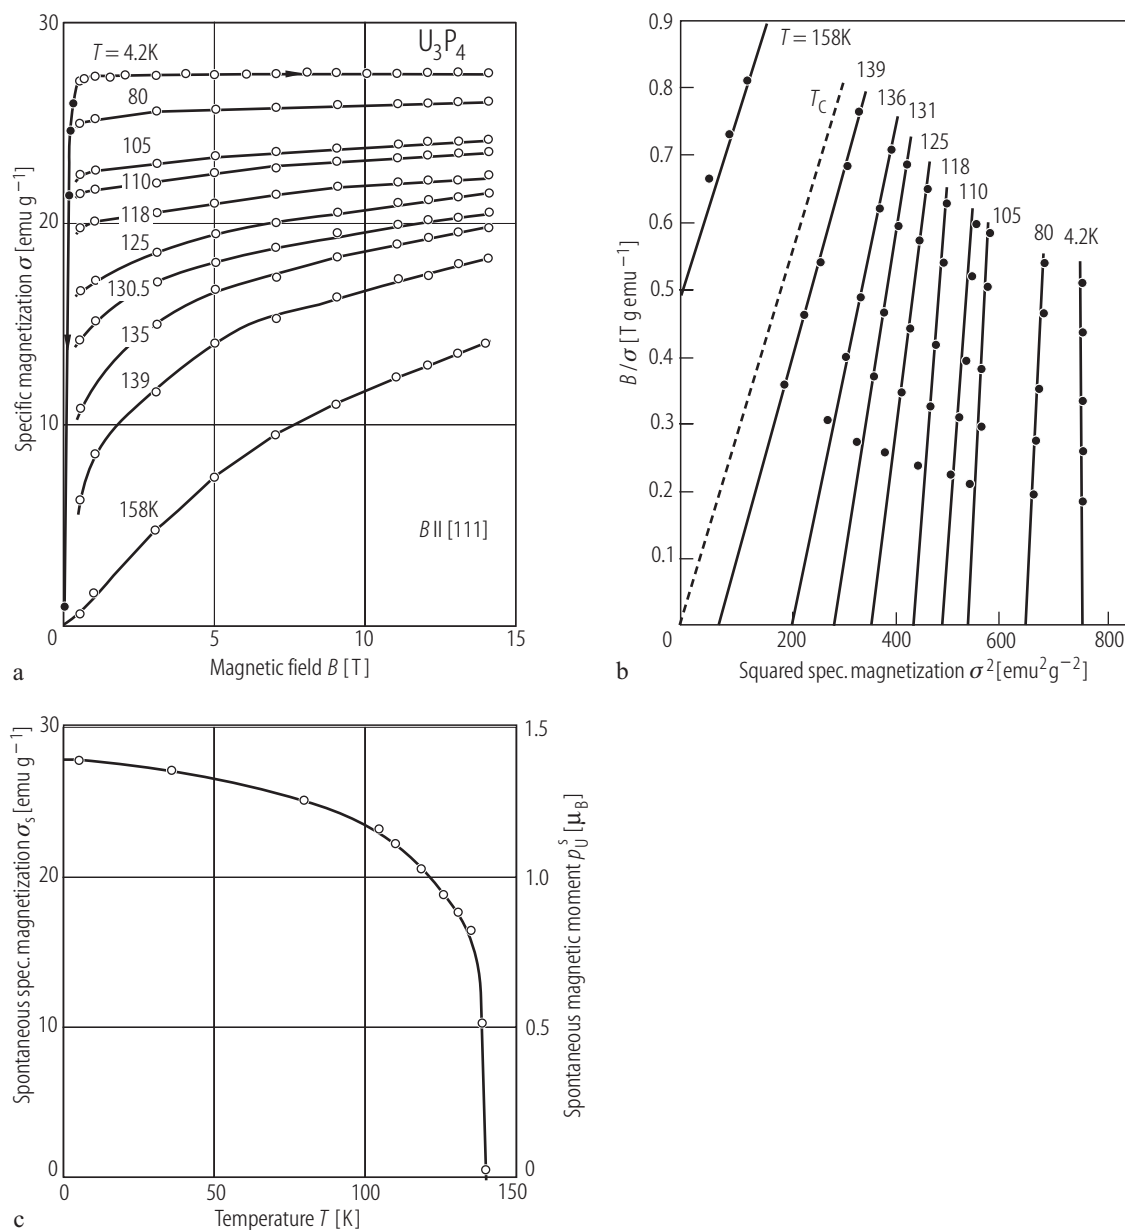 30
20
10
0
Specific magnetization σ [emu g⁻¹]
U₃P₄
T = 4.2K
80
105
110
118
125
130.5
135
139
158K
B II [111]
5
10
15
Magnetic field B [T]
a
0.9
0.8
0.7
0.6
0.5
0.4
0.3
0.2
0.1
B/σ [T g emu⁻¹]
T = 158K
T_C
139
136
131
125
118
110
105
80
4.2K
0
200
400
600
800
Squared spec. magnetization σ² [emu² g⁻²]
b
30
20
10
0
Spontaneous spec. magnetization σₛ [emu g⁻¹]
1.5
1.0
0.5
0
Spontaneous magnetic moment p_U^s [µ_B]
0
50
100
150
Temperature T [K]
c